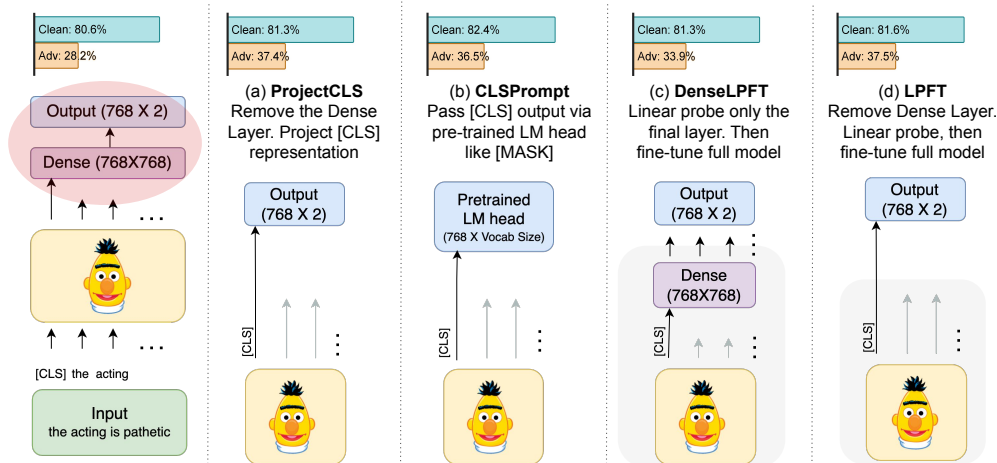 Clean: 80.6%
Adv: 28.2%
Output (768 X 2)
Dense (768X768)
...
...
[CLS] the acting
Input
the acting is pathetic
Clean: 81.3%
Adv: 37.4%
(a) ProjectCLS
Remove the Dense
Layer. Project [CLS]
representation
Output
(768 X 2)
[CLS]
Clean: 82.4%
Adv: 36.5%
(b) CLSPrompt
Pass [CLS] output via
pre-trained LM head
like [MASK]
Pretrained
LM head
(768 X Vocab Size)
[CLS]
Clean: 81.3%
Adv: 33.9%
(c) DenseLPFT
Linear probe only the
final layer. Then
fine-tune full model
Output
(768 X 2)
Dense
(768X768)
[CLS]
Clean: 81.6%
Adv: 37.5%
(d) LPFT
Remove Dense Layer.
Linear probe, then
fine-tune full model
Output
(768 X 2)
[CLS]